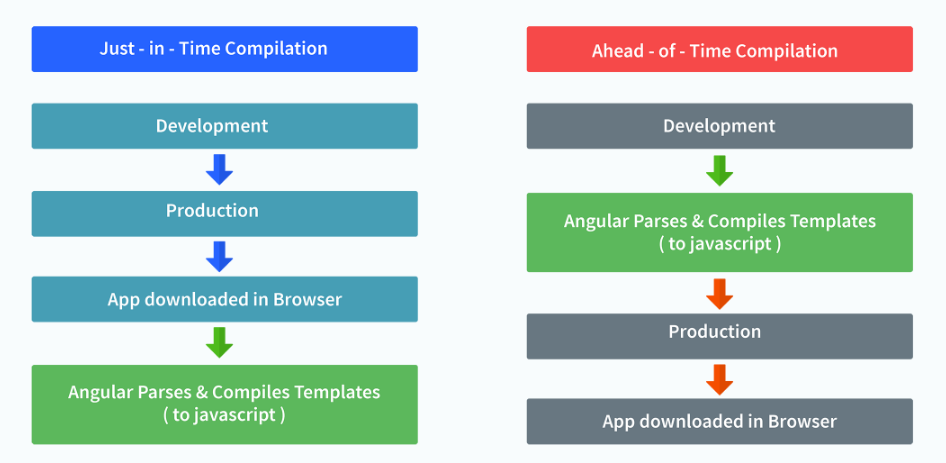 Just - in - Time Compilation
Development
Production
App downloaded in Browser
Angular Parses & Compiles Templates
( to javascript )
Ahead - of - Time Compilation
Development
Angular Parses & Compiles Templates
( to javascript )
Production
App downloaded in Browser